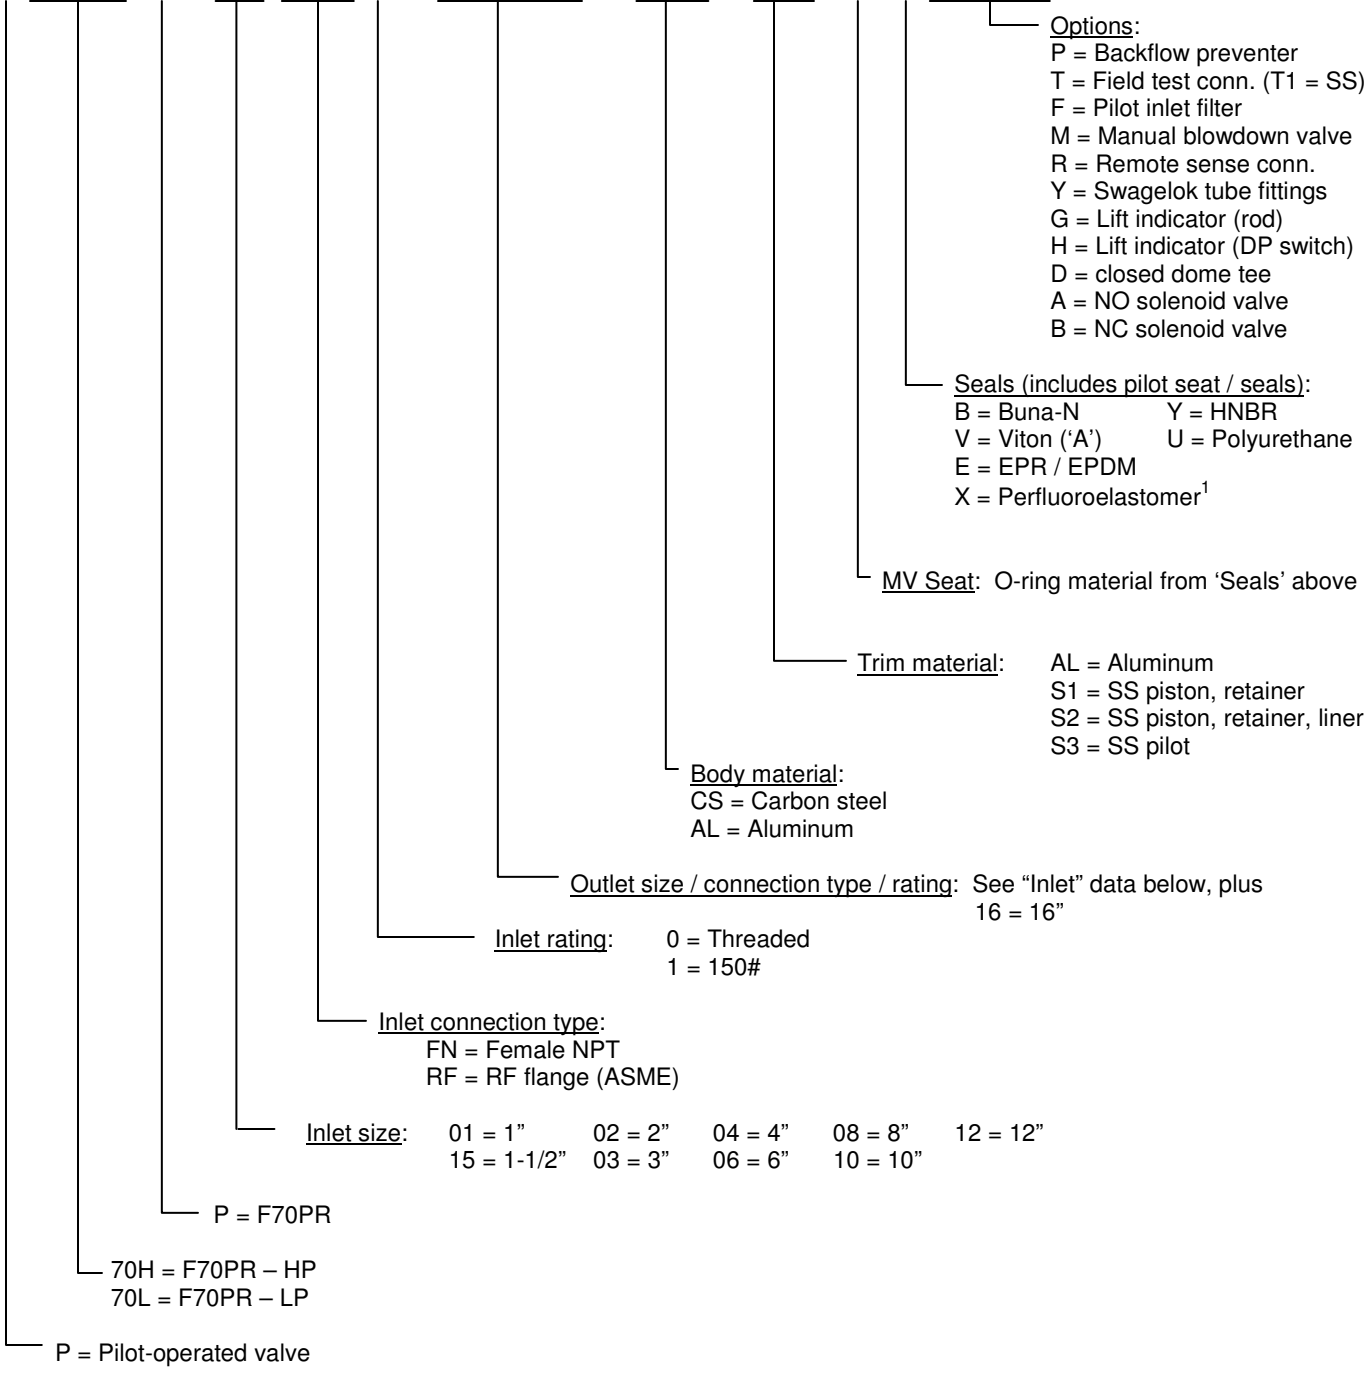 Options:
P = Backflow preventer
T = Field test conn. (T1 = SS)
F = Pilot inlet filter
M = Manual blowdown valve
R = Remote sense conn.
Y = Swagelok tube fittings
G = Lift indicator (rod)
H = Lift indicator (DP switch)
D = closed dome tee
A = NO solenoid valve
B = NC solenoid valve
Seals (includes pilot seat / seals):
B = Buna-N Y = HNBR
V = Viton (‘A’) U = Polyurethane
E = EPR / EPDM
X = Perfluoroelastomer¹
MV Seat: O-ring material from ‘Seals’ above
Trim material: AL = Aluminum
S1 = SS piston, retainer
S2 = SS piston, retainer, liner
S3 = SS pilot
Body material:
CS = Carbon steel
AL = Aluminum
Outlet size / connection type / rating: See “Inlet” data below, plus
16 = 16”
Inlet rating: 0 = Threaded
1 = 150#
Inlet connection type:
FN = Female NPT
RF = RF flange (ASME)
Inlet size: 01 = 1” 02 = 2” 04 = 4” 08 = 8” 12 = 12”
15 = 1-1/2” 03 = 3” 06 = 6” 10 = 10”
P = F70PR
70H = F70PR – HP
70L = F70PR – LP
P = Pilot-operated valve